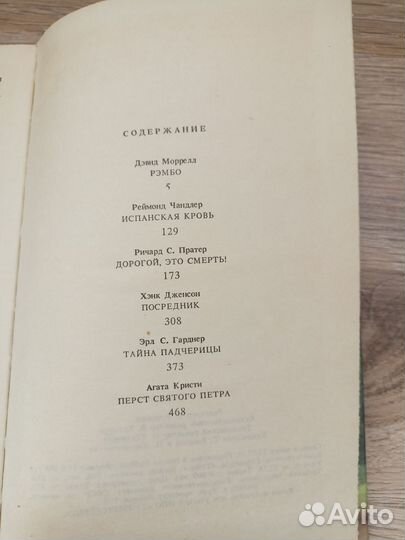 СОДЕРЖАНИЕ
Дэвид Моррелл
РЭМБО
5
Реймонд Чандлер
ИСПАНСКАЯ КРОВЬ
129
Ричард С. Пратер
ДОРОГОЙ, ЭТО СМЕРТЬ!
173
Хэнк Дженсон
ПОСРЕДНИК
308
Эрл С. Гарднер
ТАЙНА ПАДЧЕРИЦЫ
373
Агата Кристи
ПЕРСТ СВЯТОГО ПЕТРА
468
Avito